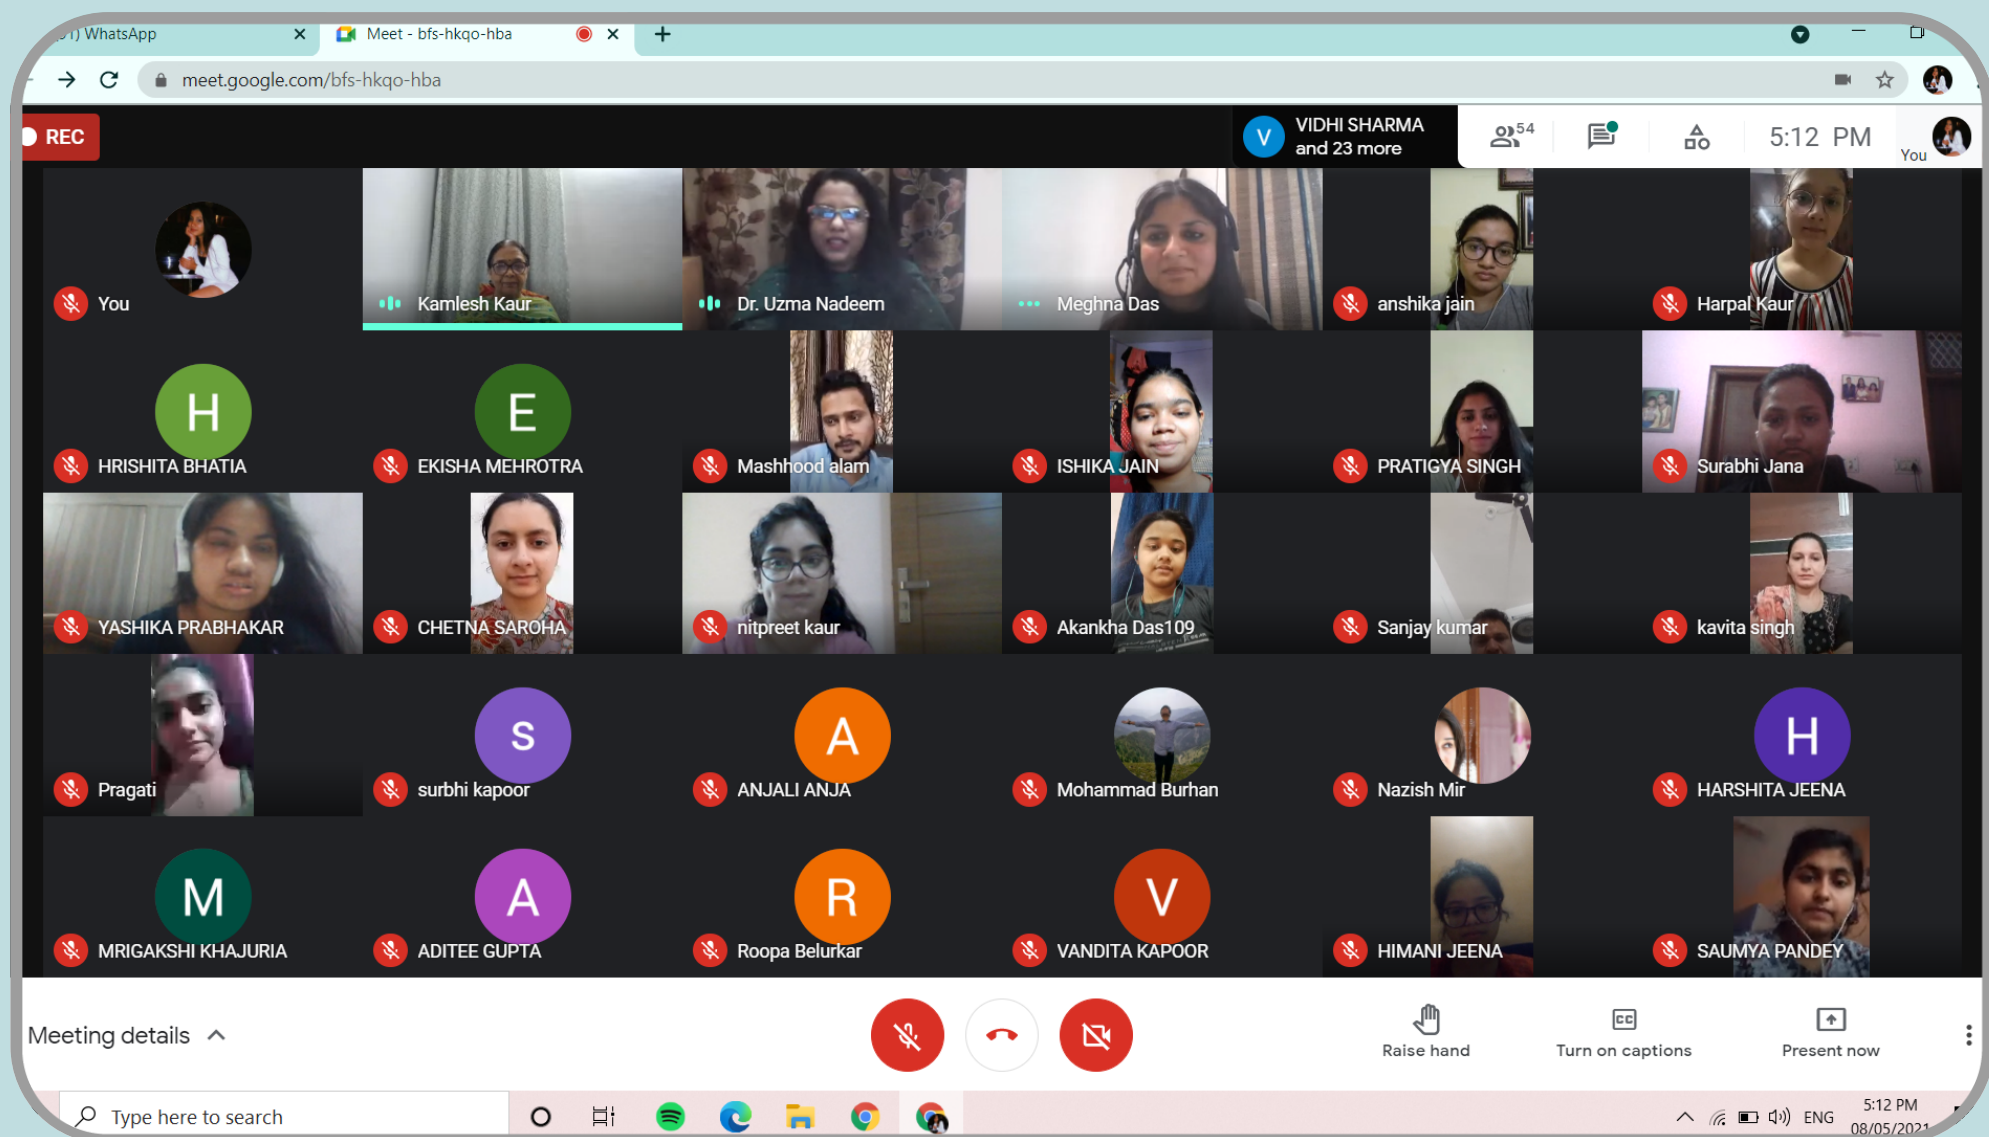 WhatsApp
Meet - bfs-hkqo-hba
meet.google.com/bfs-hkqo-hba
REC
V
VIDHI SHARMA
and 23 more
54
5:12 PM
You
You
Kamlesh Kaur
Dr. Uzma Nadeem
Meghna Das
anshika jain
Harpal Kaur
H
HRISHITA BHATIA
E
EKISHA MEHROTRA
Mashhood alam
ISHIKA JAIN
PRATIGYA SINGH
Surabhi Jana
YASHIKA PRABHAKAR
CHETNA SAROHA
nitpreet kaur
Akankha Das109
Sanjay kumar
kavita singh
Pragati
s
surbhi kapoor
A
ANJALI ANJA
Mohammad Burhan
Nazish Mir
H
HARSHITA JEENA
M
MRIGAKSHI KHAJURIA
A
ADITEE GUPTA
R
Roopa Belurkar
V
VANDITA KAPOOR
HIMANI JEENA
SAUMYA PANDEY
Meeting details
Raise hand
CC
Turn on captions
Present now
Type here to search
ENG
5:12 PM
08/05/2021